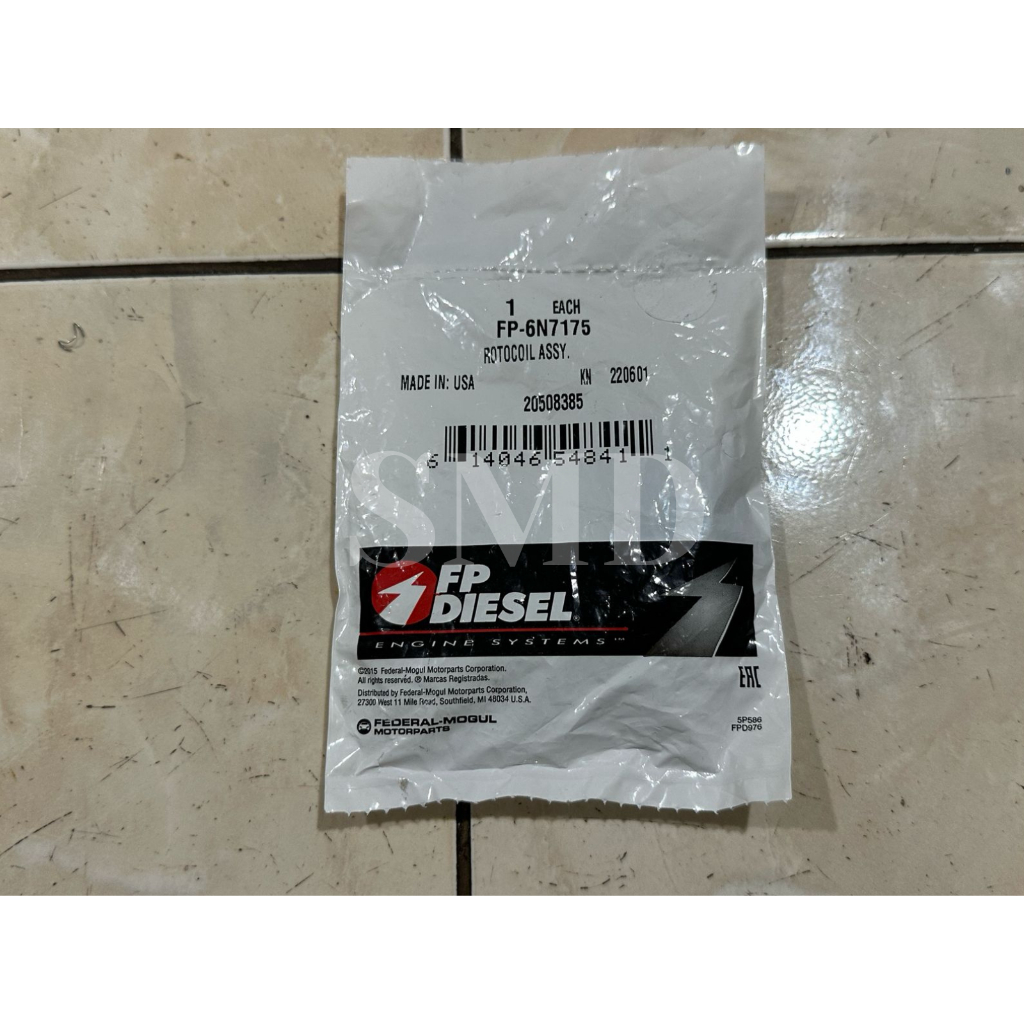 1 EACH
FP-6N7175
ROTOCOIL ASSY.
MADE IN: USA KN 220601
20508385
6 14046 54841 1
SMD
FP
DIESEL
ENGINE SYSTEMS™
©2015 Federal-Mogul Motorparts Corporation.
All rights reserved. ® Marcas Registradas.
Distributed by Federal-Mogul Motorparts Corporation,
27300 West 11 Mile Road, Southfield, MI 48034 U.S.A.
EAC
FEDERAL-MOGUL
MOTORPARTS
5P586
FPD976